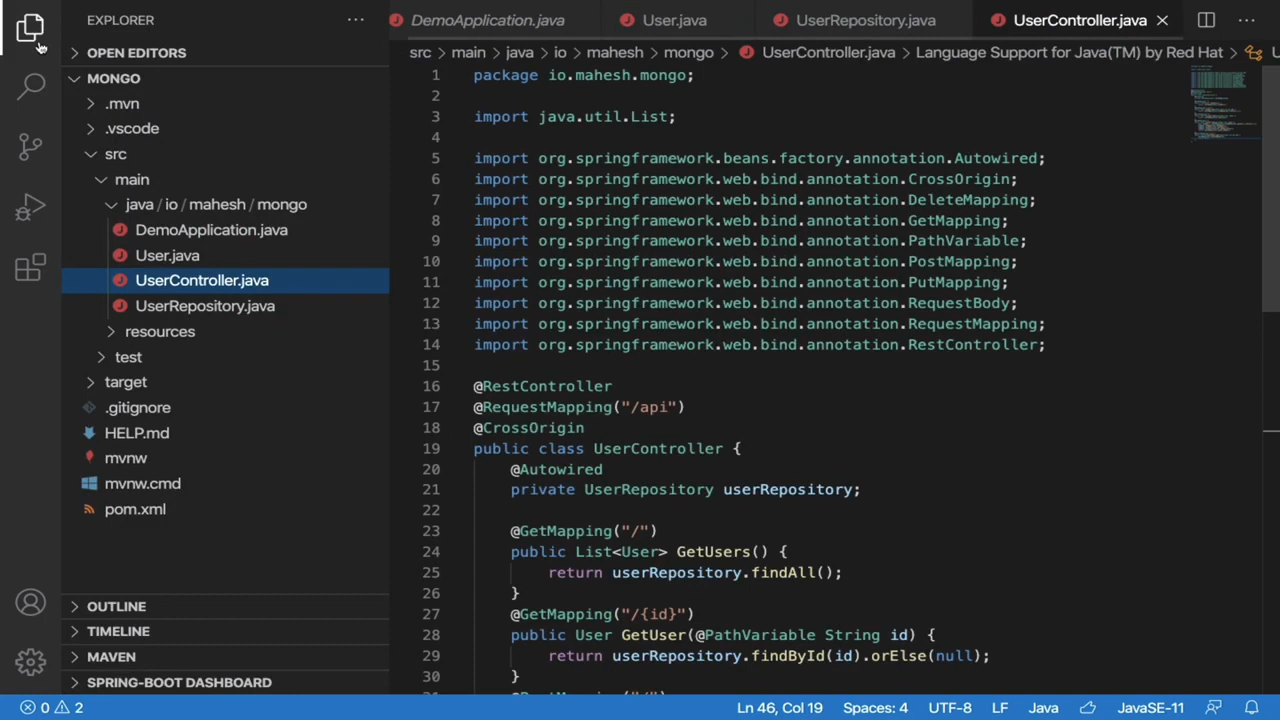 EXPLORER
OPEN EDITORS
MONGO
.mvn
.vscode
src
main
java / io / mahesh / mongo
DemoApplication.java
User.java
UserController.java
UserRepository.java
resources
test
target
.gitignore
HELP.md
mvnw
mvnw.cmd
pom.xml
OUTLINE
TIMELINE
MAVEN
SPRING-BOOT DASHBOARD
DemoApplication.java User.java UserRepository.java UserController.java
src > main > java > io > mahesh > mongo > UserController.java > Language Support for Java(TM) by Red Hat > U
1 package io.mahesh.mongo;
2
3 import java.util.List;
4
5 import org.springframework.beans.factory.annotation.Autowired;
6 import org.springframework.web.bind.annotation.CrossOrigin;
7 import org.springframework.web.bind.annotation.DeleteMapping;
8 import org.springframework.web.bind.annotation.GetMapping;
9 import org.springframework.web.bind.annotation.PathVariable;
10 import org.springframework.web.bind.annotation.PostMapping;
11 import org.springframework.web.bind.annotation.PutMapping;
12 import org.springframework.web.bind.annotation.RequestBody;
13 import org.springframework.web.bind.annotation.RequestMapping;
14 import org.springframework.web.bind.annotation.RestController;
15
16 @RestController
17 @RequestMapping("/api")
18 @CrossOrigin
19 public class UserController {
20 @Autowired
21 private UserRepository userRepository;
22
23 @GetMapping("/")
24 public List<User> GetUsers() {
25 return userRepository.findAll();
26 }
27 @GetMapping("/{id}")
28 public User GetUser(@PathVariable String id) {
29 return userRepository.findById(id).orElse(null);
30 }
0 2 Ln 46, Col 19 Spaces: 4 UTF-8 LF Java JavaSE-11